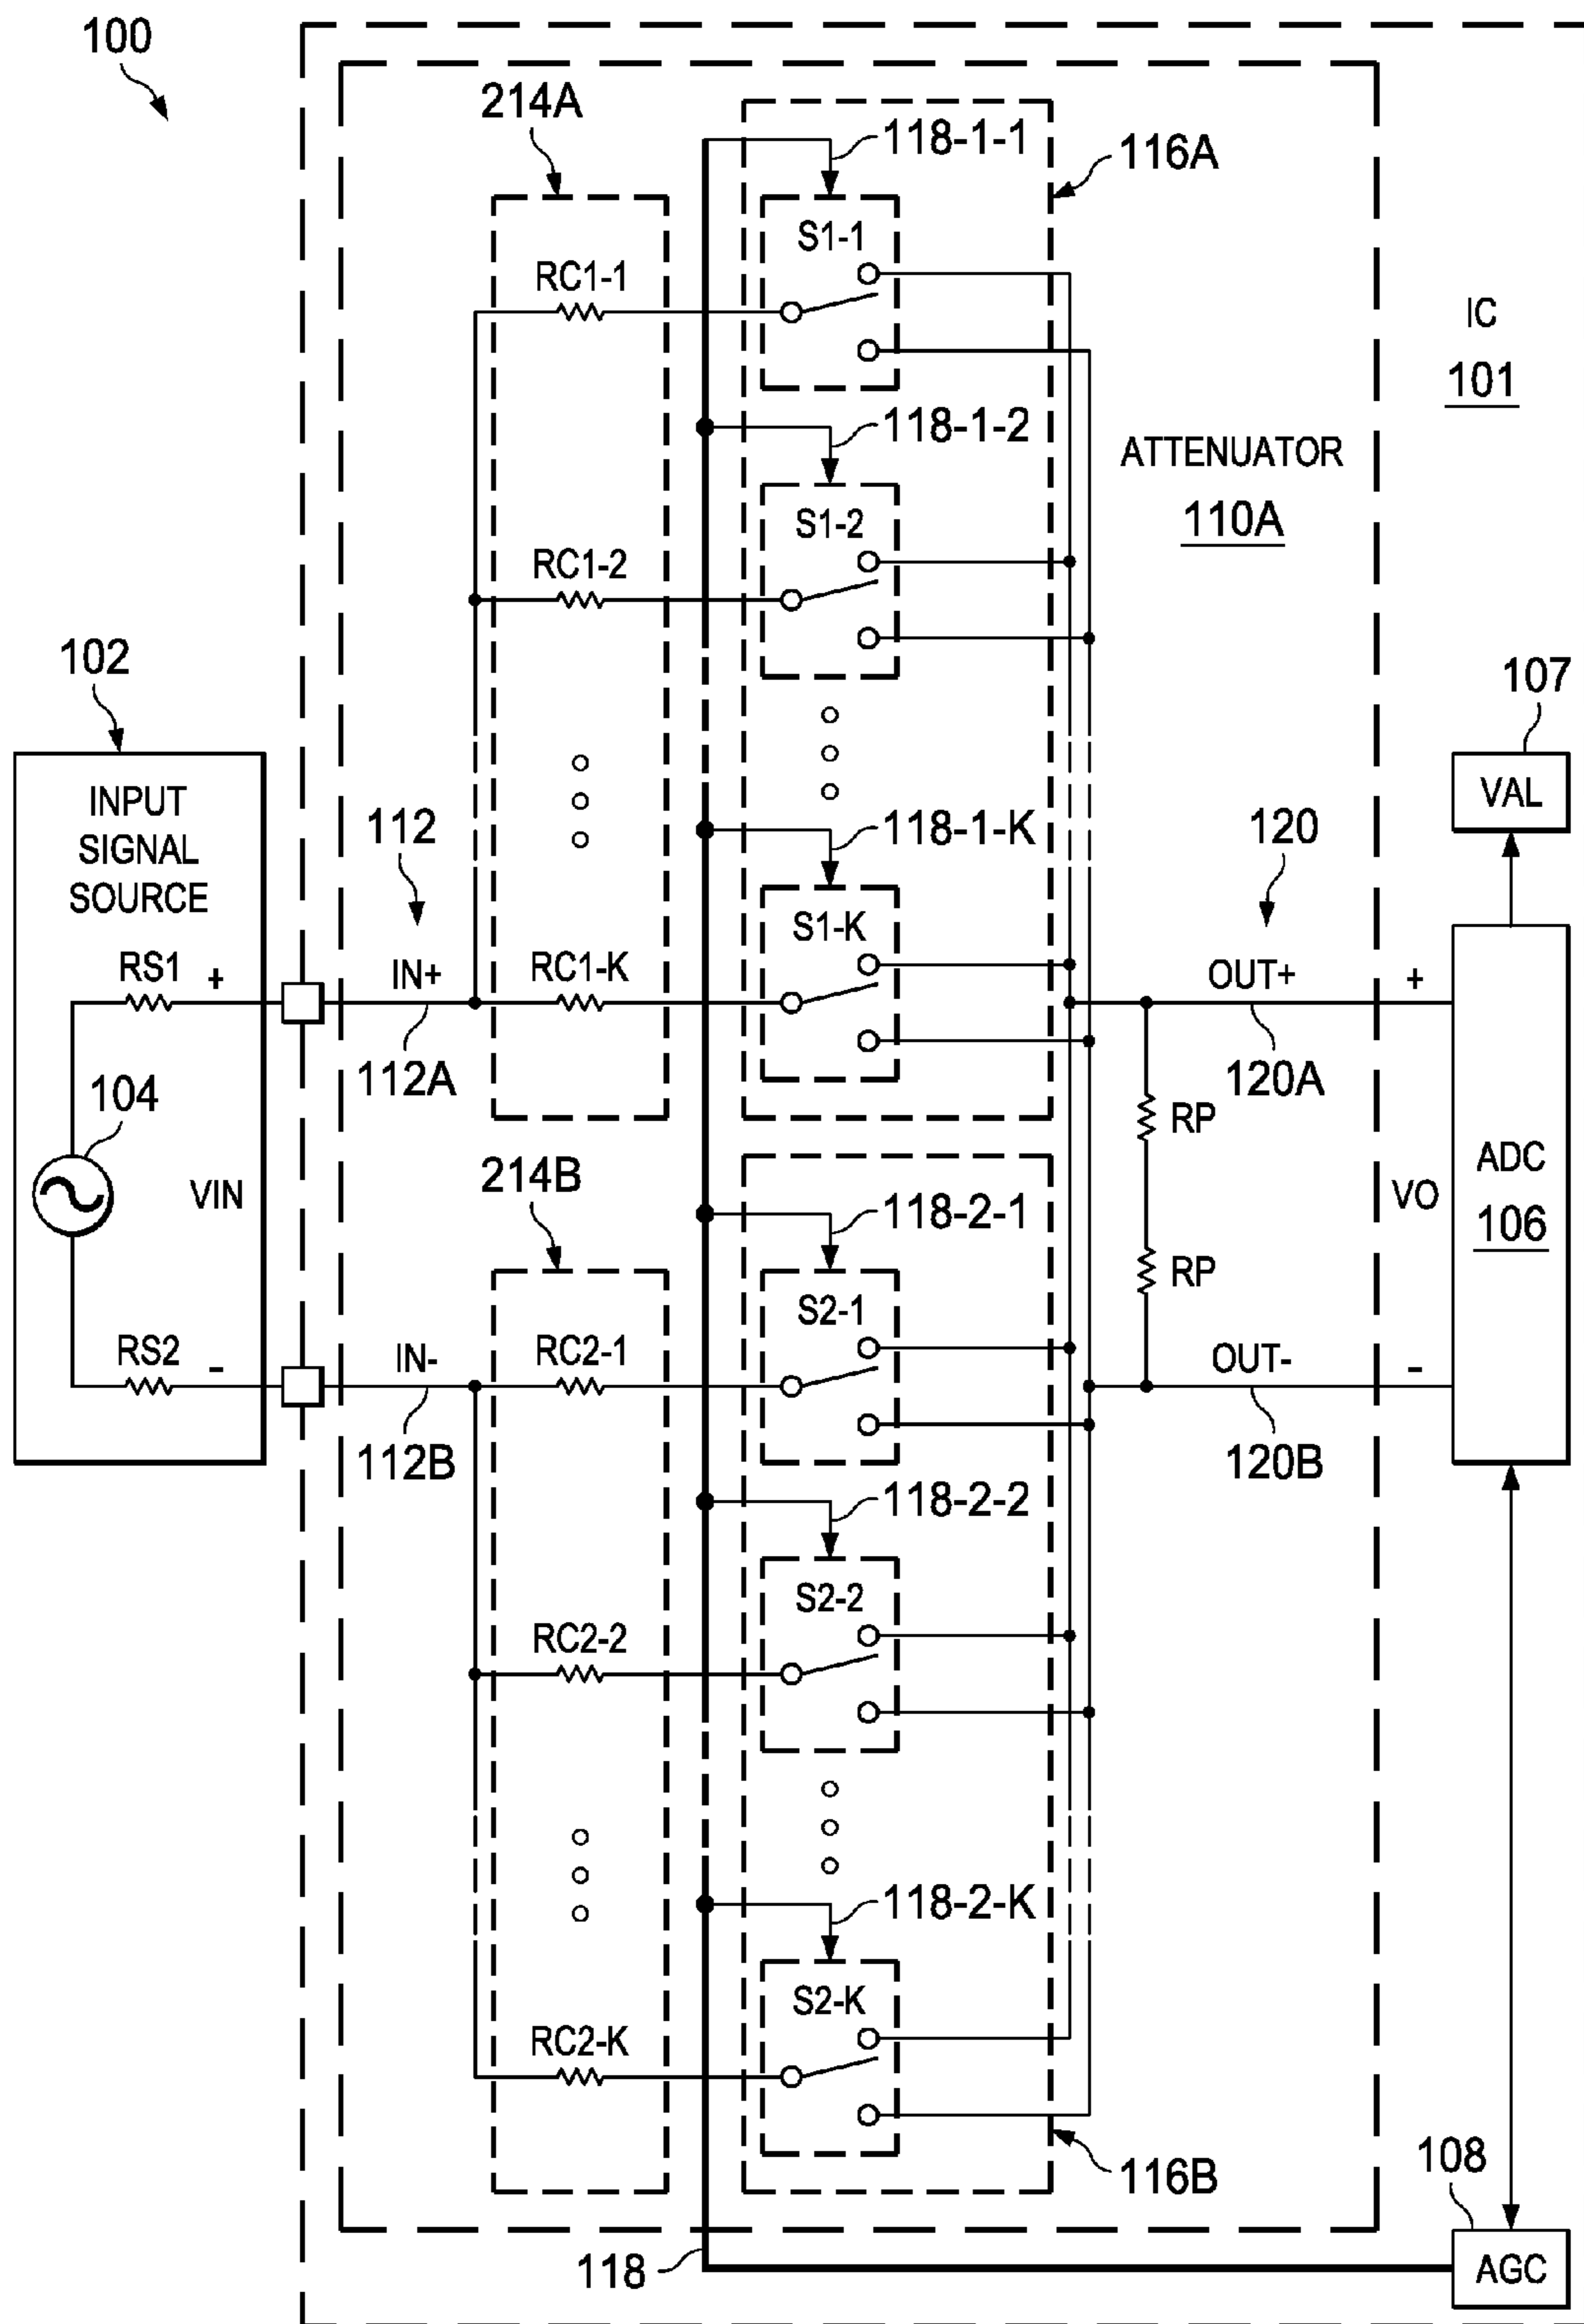 100
214A
118-1-1
116A
S1-1
RC1-1
IC
101
118-1-2
ATTENUATOR
110A
S1-2
RC1-2
102
107
INPUT
SIGNAL
SOURCE
VAL
112
118-1-K
120
S1-K
RS1
+
IN+
RC1-K
OUT+
+
112A
120A
104
RP
ADC
106
214B
VIN
118-2-1
VO
RP
S2-1
RS2
-
IN-
RC2-1
OUT-
-
112B
120B
118-2-2
S2-2
RC2-2
118-2-K
S2-K
RC2-K
116B
108
118
AGC